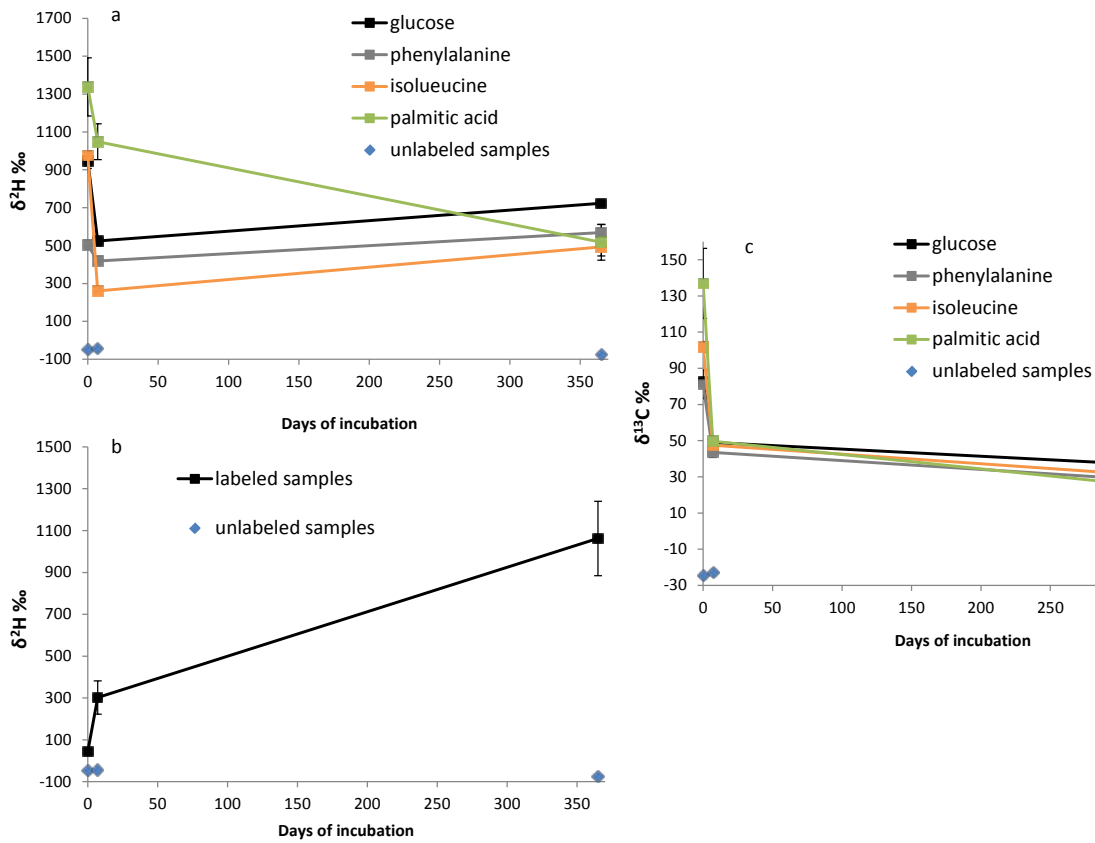 a
1700
1500
1300
1100
900
700
500
300
100
-100
δ²H ‰
glucose
phenylalanine
isolueucine
palmitic acid
unlabeled samples
0 50 100 150 200 250 300 350
Days of incubation
b
1500
1300
1100
900
700
500
300
100
-100
δ²H ‰
labeled samples
unlabeled samples
0 50 100 150 200 250 300 350
Days of incubation
c
150
130
110
90
70
50
30
10
-10
-30
δ¹³C ‰
glucose
phenylalanine
isoleucine
palmitic acid
unlabeled samples
0 50 100 150 200 250
Days of incubation